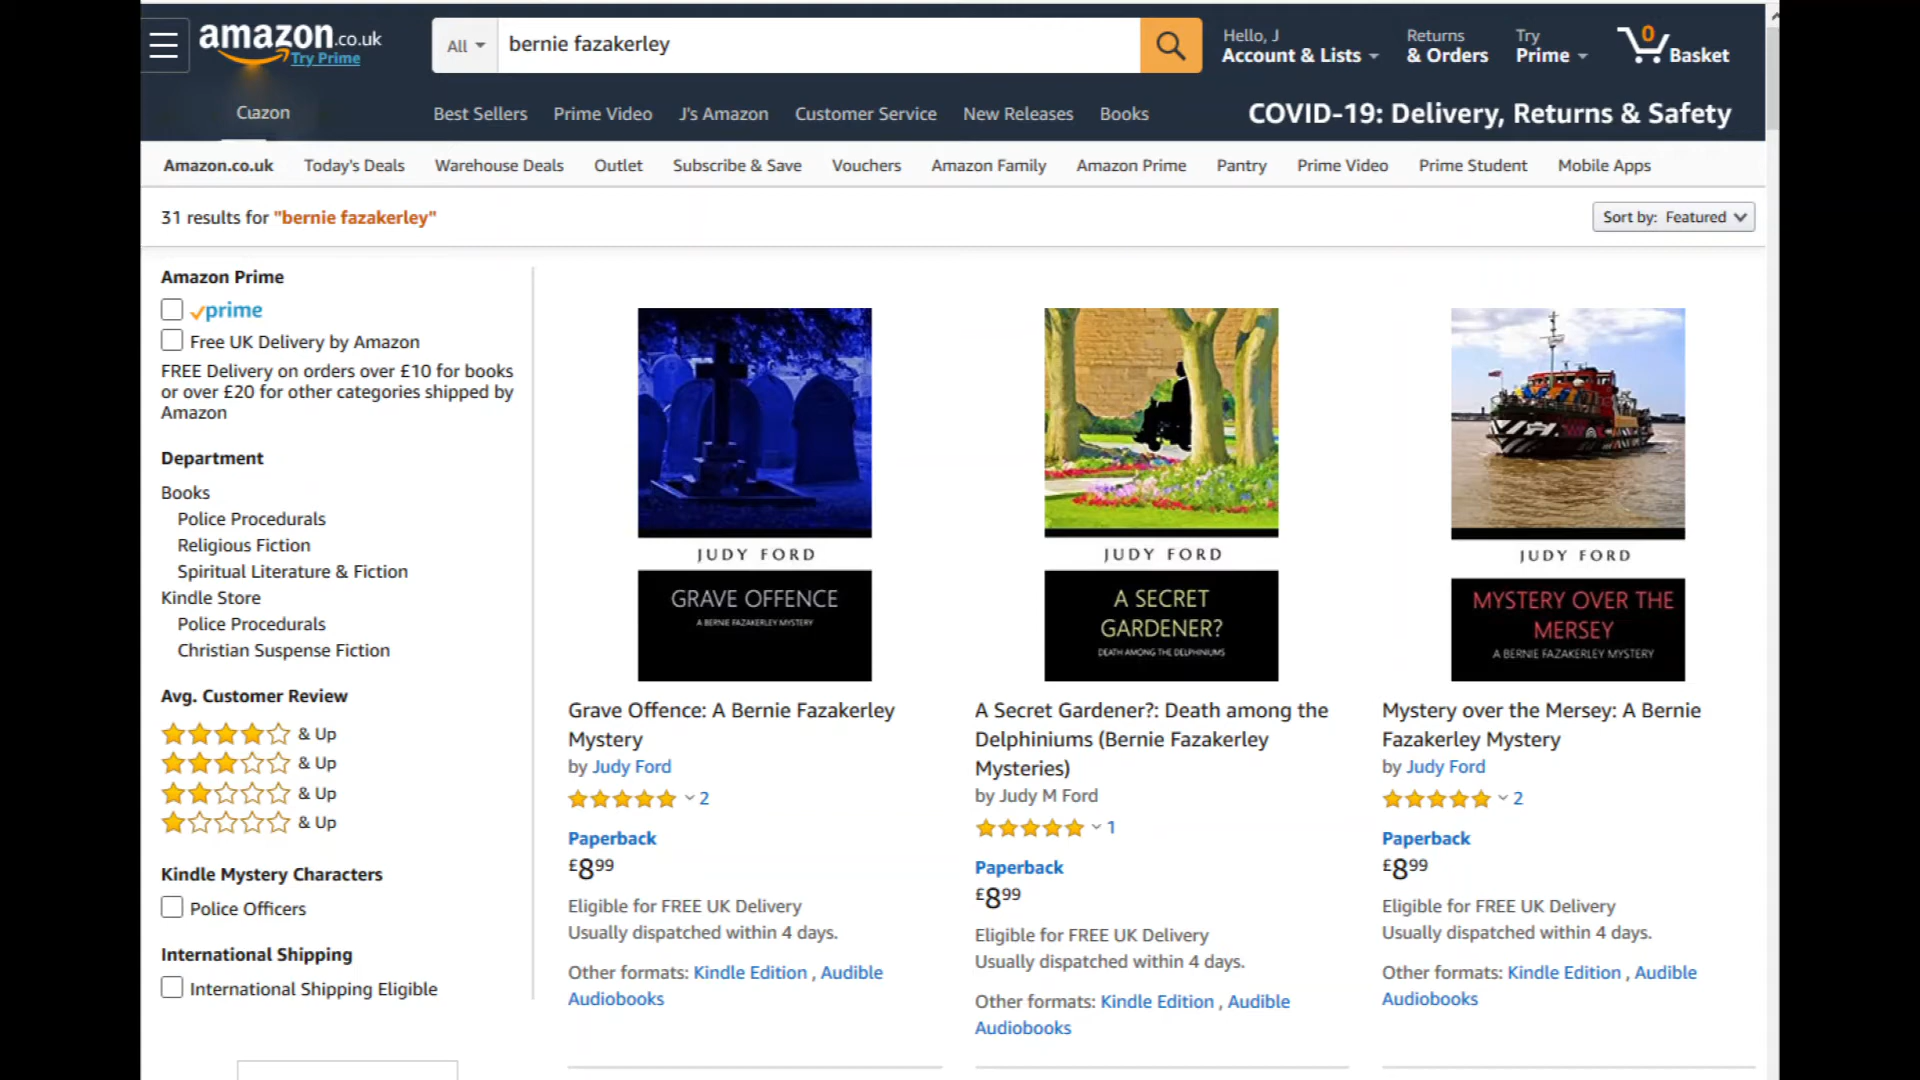 amazon.co.uk
Try Prime
All
bernie fazakerley
Hello, J
Account & Lists
Returns
& Orders
Try
Prime
0
Basket
Best Sellers
Prime Video
J's Amazon
Customer Service
New Releases
Books
COVID-19: Delivery, Returns & Safety
Amazon.co.uk
Today's Deals
Warehouse Deals
Outlet
Subscribe & Save
Vouchers
Amazon Family
Amazon Prime
Pantry
Prime Video
Prime Student
Mobile Apps
31 results for "bernie fazakerley"
Sort by: Featured
Amazon Prime
prime
Free UK Delivery by Amazon
FREE Delivery on orders over £10 for books
or over £20 for other categories shipped by
Amazon
Department
Books
Police Procedurals
Religious Fiction
Spiritual Literature & Fiction
Kindle Store
Police Procedurals
Christian Suspense Fiction
Avg. Customer Review
& Up
& Up
& Up
& Up
Kindle Mystery Characters
Police Officers
International Shipping
International Shipping Eligible
JUDY FORD
GRAVE OFFENCE
A BERNIE FAZAKERLEY MYSTERY
Grave Offence: A Bernie Fazakerley
Mystery
by Judy Ford
2
Paperback
£899
Eligible for FREE UK Delivery
Usually dispatched within 4 days.
Other formats: Kindle Edition , Audible
Audiobooks
JUDY FORD
A SECRET
GARDENER?
DEATH AMONG THE DELPHINIUMS
A Secret Gardener?: Death among the
Delphiniums (Bernie Fazakerley
Mysteries)
by Judy M Ford
1
Paperback
£899
Eligible for FREE UK Delivery
Usually dispatched within 4 days.
Other formats: Kindle Edition , Audible
Audiobooks
JUDY FORD
MYSTERY OVER THE
MERSEY
A BERNIE FAZAKERLEY MYSTERY
Mystery over the Mersey: A Bernie
Fazakerley Mystery
by Judy Ford
2
Paperback
£899
Eligible for FREE UK Delivery
Usually dispatched within 4 days.
Other formats: Kindle Edition , Audible
Audiobooks